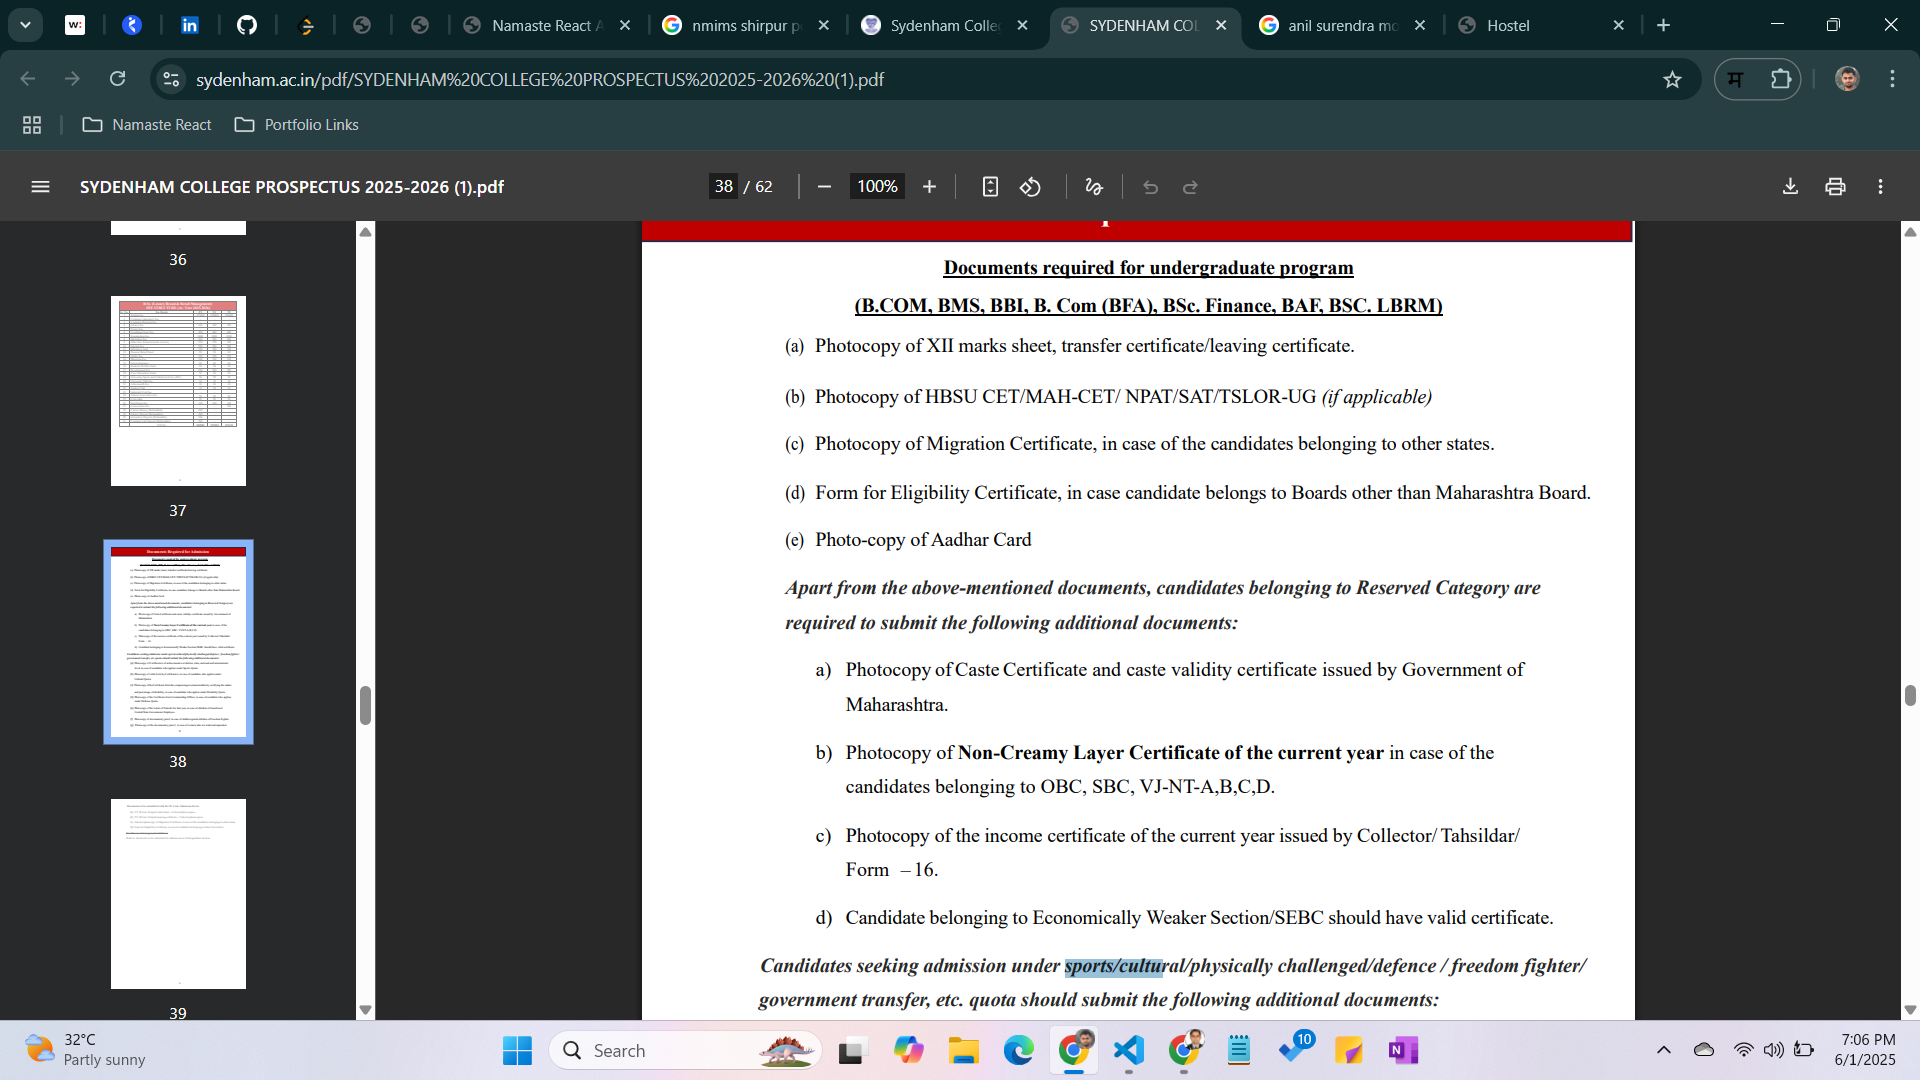 w:
Namaste React A
nmims shirpur p
Sydenham Colle
SYDENHAM COL
anil surendra mo
Hostel
sydenham.ac.in/pdf/SYDENHAM%20COLLEGE%20PROSPECTUS%202025-2026%20(1).pdf
म
Namaste React
Portfolio Links
SYDENHAM COLLEGE PROSPECTUS 2025-2026 (1).pdf
38 / 62
100%
36
37
Documents Required for Admission
38
39
Documents required for undergraduate program
(B.COM, BMS, BBI, B. Com (BFA), BSc. Finance, BAF, BSC. LBRM)
(a) Photocopy of XII marks sheet, transfer certificate/leaving certificate.
(b) Photocopy of HBSU CET/MAH-CET/ NPAT/SAT/TSLOR-UG (if applicable)
(c) Photocopy of Migration Certificate, in case of the candidates belonging to other states.
(d) Form for Eligibility Certificate, in case candidate belongs to Boards other than Maharashtra Board.
(e) Photo-copy of Aadhar Card
Apart from the above-mentioned documents, candidates belonging to Reserved Category are
required to submit the following additional documents:
a) Photocopy of Caste Certificate and caste validity certificate issued by Government of
Maharashtra.
b) Photocopy of Non-Creamy Layer Certificate of the current year in case of the
candidates belonging to OBC, SBC, VJ-NT-A,B,C,D.
c) Photocopy of the income certificate of the current year issued by Collector/ Tahsildar/
Form – 16.
d) Candidate belonging to Economically Weaker Section/SEBC should have valid certificate.
Candidates seeking admission under sports/cultural/physically challenged/defence / freedom fighter/
government transfer, etc. quota should submit the following additional documents:
32°C
Partly sunny
Search
10
7:06 PM
6/1/2025